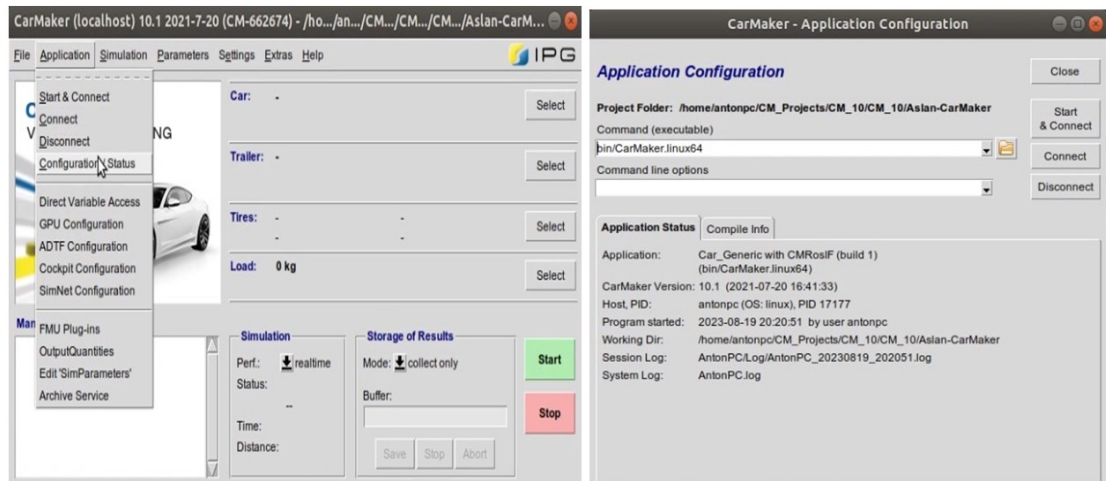 CarMaker (localhost) 10.1 2021-7-20 (CM-662674) - /ho.../an.../CM.../CM.../CM.../Aslan-CarM...
File Application Simulation Parameters Settings Extras Help
IPG
Start & Connect
Connect
Disconnect
Configuration / Status
Direct Variable Access
GPU Configuration
ADTF Configuration
Cockpit Configuration
SimNet Configuration
FMU Plug-ins
OutputQuantities
Edit 'SimParameters'
Archive Service
C
V
NG
Man
Car: -
Select
Trailer: -
Select
Tires: - -
- -
Select
Load: 0 kg
Select
Simulation
Perf.: realtime
Status:
--
Time:
Distance:
Storage of Results
Mode: collect only
Buffer:
Save Stop Abort
Start
Stop
CarMaker - Application Configuration
Application Configuration
Close
Project Folder: /home/antonpc/CM_Projects/CM_10/CM_10/Aslan-CarMaker
Start
& Connect
Command (executable)
bin/CarMaker.linux64
Connect
Command line options
Disconnect
Application Status Compile Info
Application: Car_Generic with CMRosIF (build 1)
(bin/CarMaker.linux64)
CarMaker Version: 10.1 (2021-07-20 16:41:33)
Host, PID: antonpc (OS: linux), PID 17177
Program started: 2023-08-19 20:20:51 by user antonpc
Working Dir: /home/antonpc/CM_Projects/CM_10/CM_10/Aslan-CarMaker
Session Log: AntonPC/Log/AntonPC_20230819_202051.log
System Log: AntonPC.log